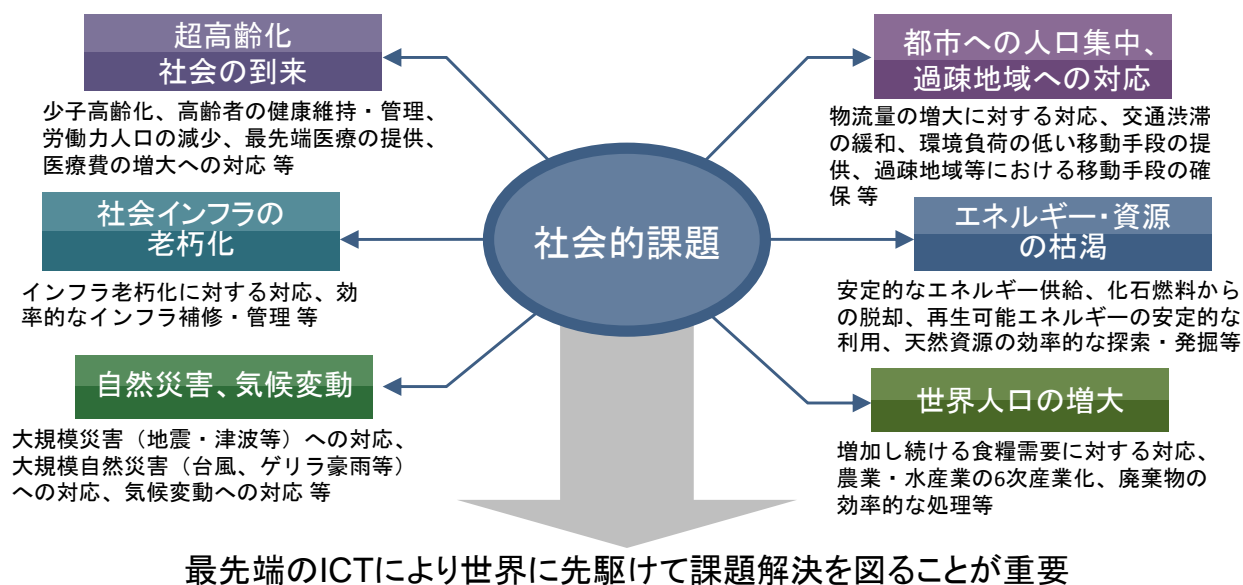 超高齢化
社会の到来
少子高齢化、高齢者の健康維持・管理、
労働力人口の減少、最先端医療の提供、
医療費の増大への対応 等
社会インフラの
老朽化
インフラ老朽化に対する対応、効
率的なインフラ補修・管理 等
自然災害、気候変動
大規模災害（地震・津波等）への対応、
大規模自然災害（台風、ゲリラ豪雨等）
への対応、気候変動への対応 等
社会的課題
都市への人口集中、
過疎地域への対応
物流量の増大に対する対応、交通渋滞
の緩和、環境負荷の低い移動手段の提
供、過疎地域等における移動手段の確
保 等
エネルギー・資源
の枯渇
安定的なエネルギー供給、化石燃料から
の脱却、再生可能エネルギーの安定的な
利用、天然資源の効率的な探索・発掘等
世界人口の増大
増加し続ける食糧需要に対する対応、
農業・水産業の6次産業化、廃棄物の
効率的な処理等
最先端のICTにより世界に先駆けて課題解決を図ることが重要